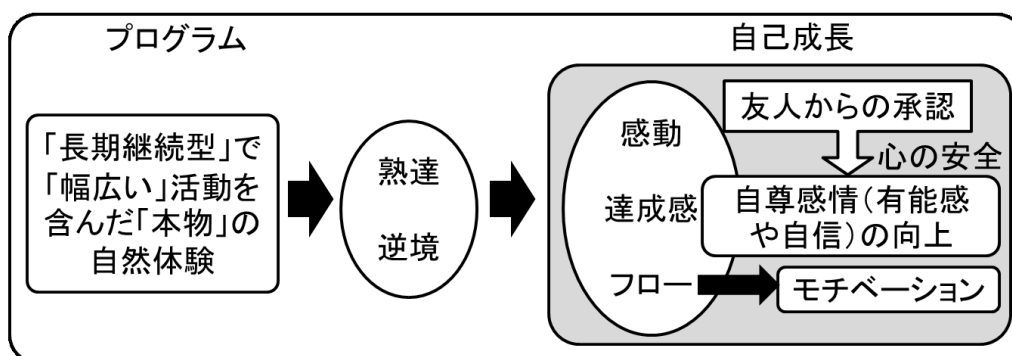 プログラム
自己成長
「長期継続型」で
「幅広い」活動を
含んだ「本物」の
自然体験
熟達
逆境
感動
達成感
フロー
友人からの承認
心の安全
自尊感情(有能感
や自信)の向上
モチベーション